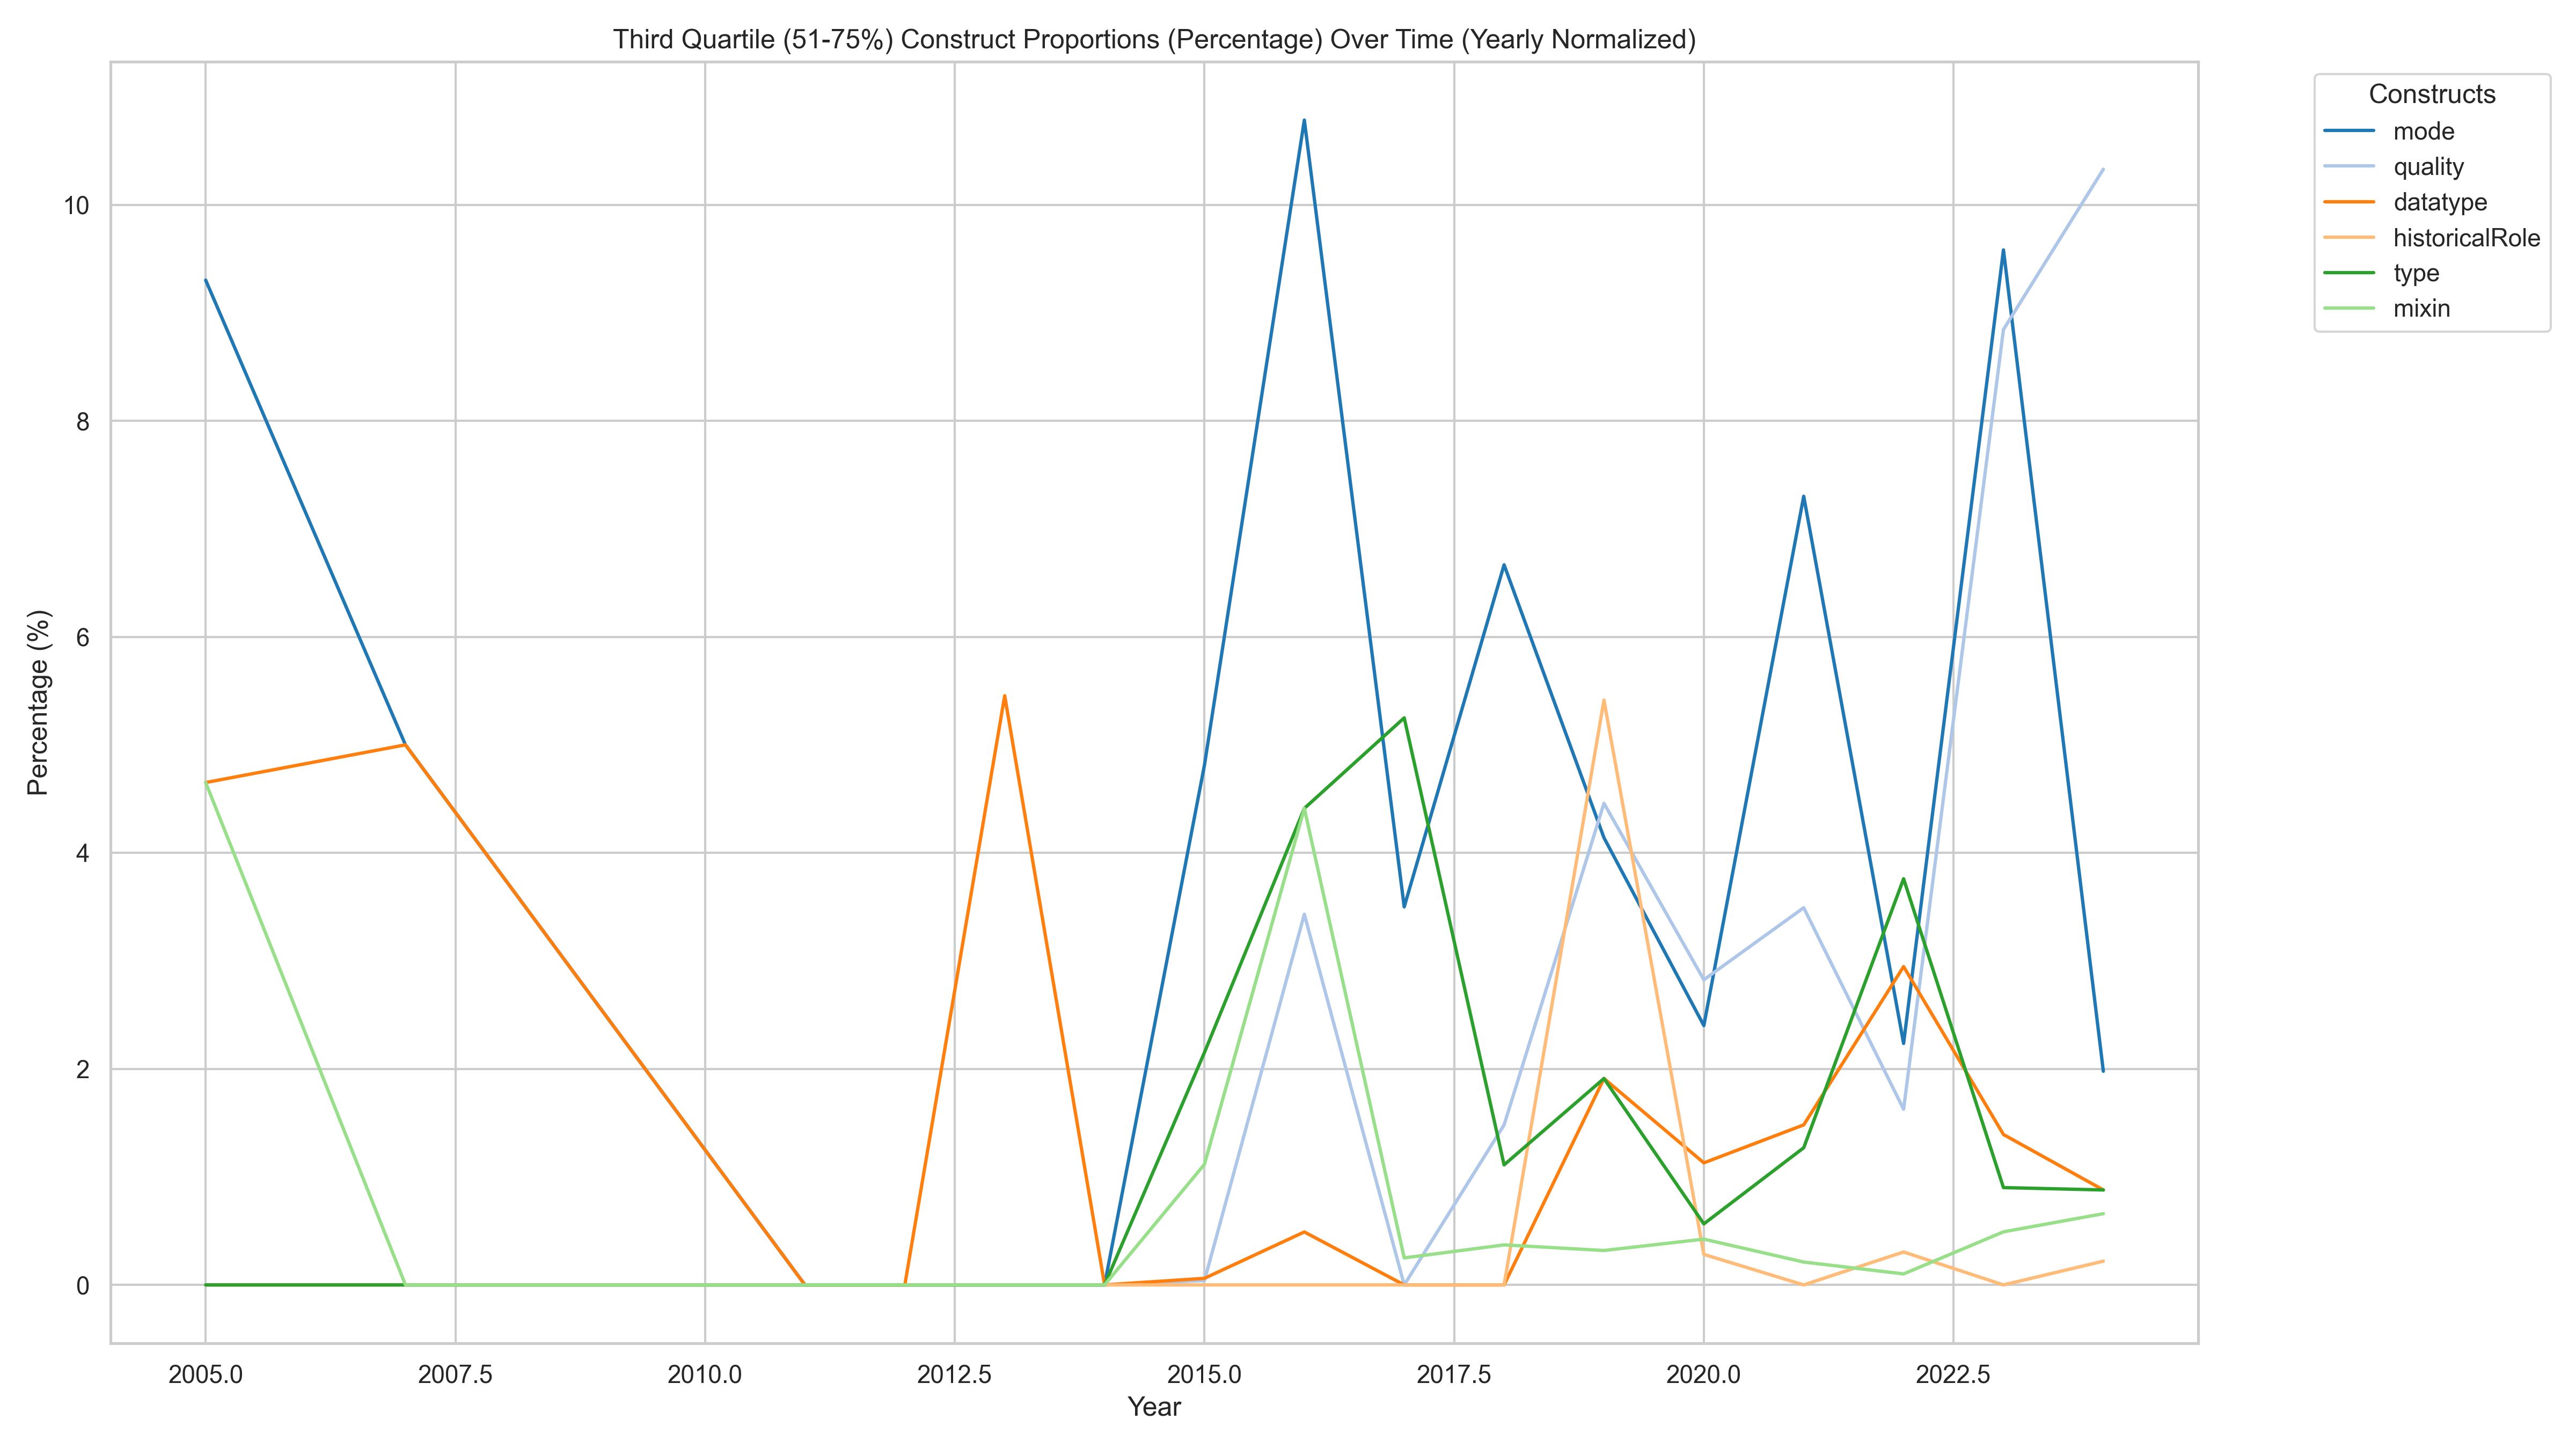 Third Quartile (51-75%) Construct Proportions (Percentage) Over Time (Yearly Normalized)
Constructs
mode
quality
datatype
historicalRole
type
mixin
Percentage (%)
10
8
6
4
2
0
2005.0 2007.5 2010.0 2012.5 2015.0 2017.5 2020.0 2022.5
Year